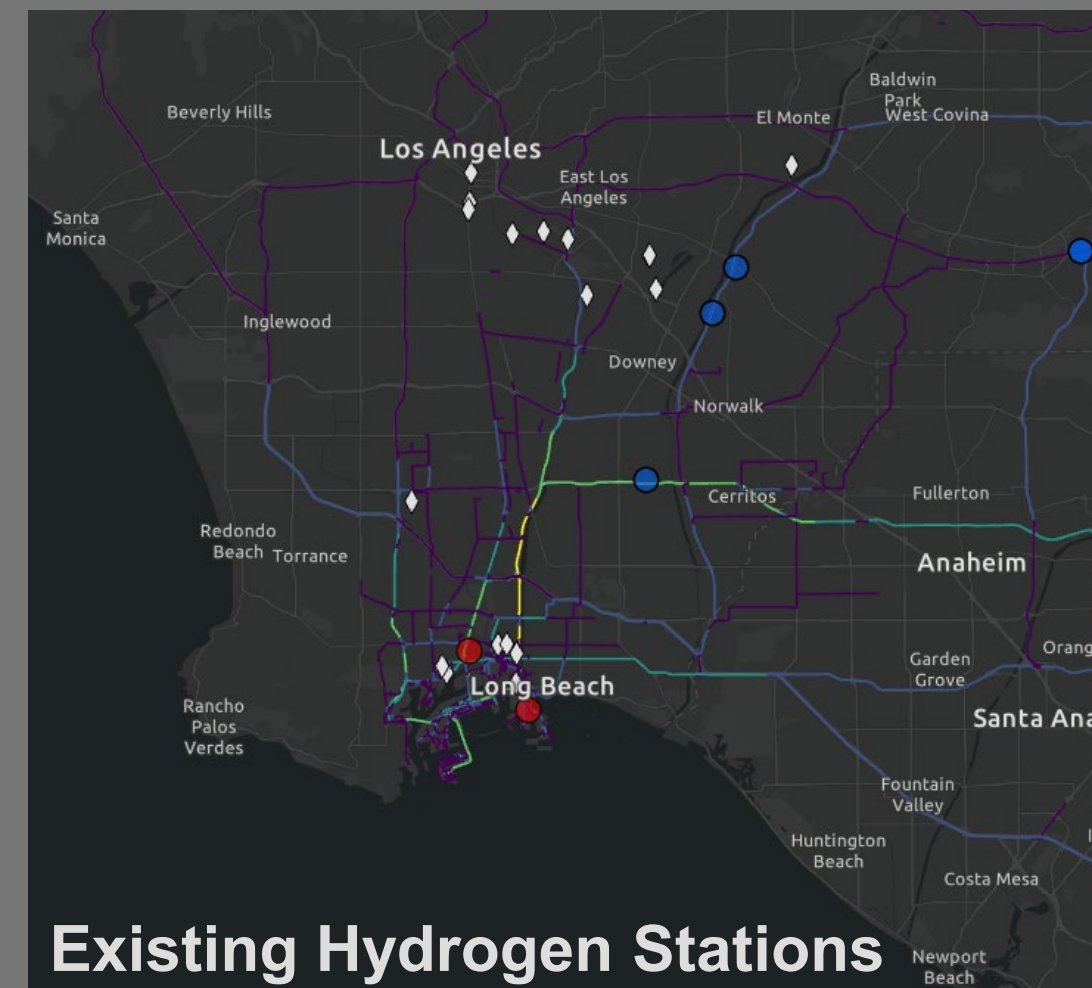 Baldwin
Park
Beverly Hills
El Monte
West Covina
Los Angeles
East Los
Angeles
Santa
Monica
Inglewood
Downey
Norwalk
Cerritos
Fullerton
Redondo
Beach
Torrance
Anaheim
Orang
Garden
Grove
Long Beach
Rancho
Palos
Verdes
Santa Ana
Fountain
Valley
Huntington
Beach
Costa Mesa
Existing Hydrogen Stations
Newport
Beach